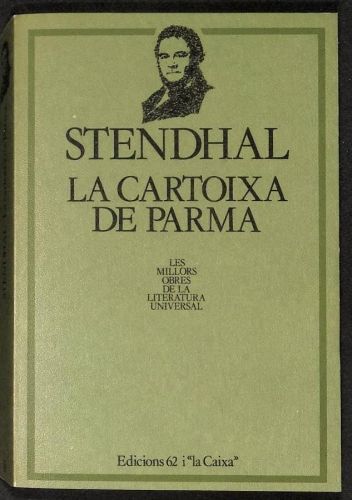 STENDHAL
LA CARTOIXA
DE PARMA
LES
MILLORS
OBRES
DE LA
LITERATURA
UNIVERSAL
Edicions 62 i "la Caixa"